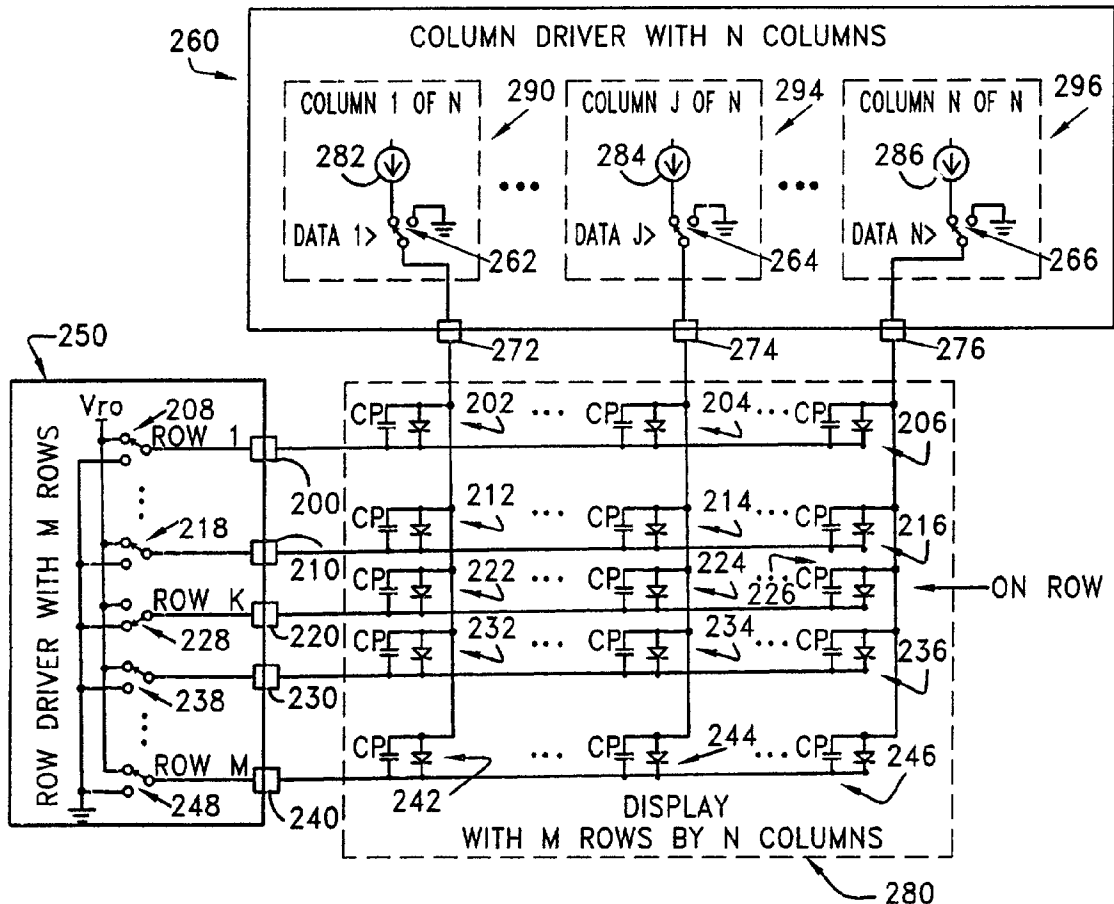 COLUMN DRIVER WITH N COLUMNS
260
COLUMN 1 OF N
290
COLUMN J OF N
294
COLUMN N OF N
296
282
284
286
DATA 1>
262
DATA J>
264
DATA N>
266
272
274
276
250
Vro
208
ROW 1
200
218
210
ROW K
228
220
238
230
ROW M
248
240
ROW DRIVER WITH M ROWS
CP
202
...
CP
204
...
CP
206
CP
212
...
CP
214
...
CP
216
CP
222
...
CP
224
...
226
CP
ON ROW
CP
232
...
CP
234
CP
236
CP
242
...
CP
244
...
CP
246
DISPLAY
WITH M ROWS BY N COLUMNS
280